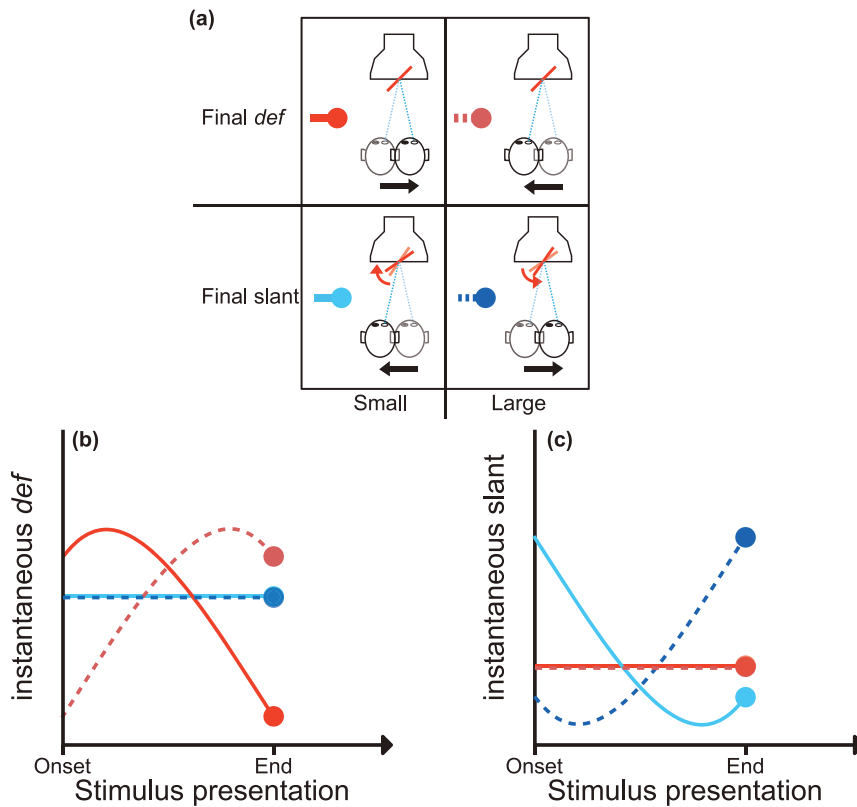 (a)
Final def
Final slant
Small
Large
(b)
instantaneous def
Onset
End
Stimulus presentation
(c)
instantaneous slant
Onset
End
Stimulus presentation